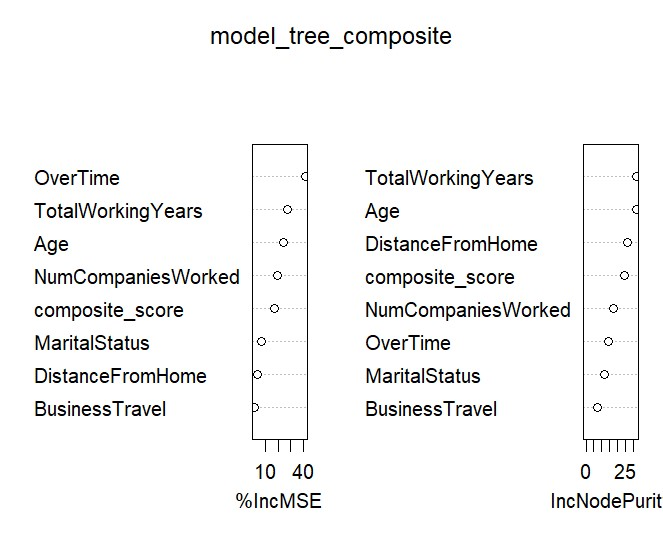 model_tree_composite
OverTime
TotalWorkingYears
Age
NumCompaniesWorked
composite_score
MaritalStatus
DistanceFromHome
BusinessTravel
10 40
%IncMSE
TotalWorkingYears
Age
DistanceFromHome
composite_score
NumCompaniesWorked
OverTime
MaritalStatus
BusinessTravel
0 25
IncNodePurit